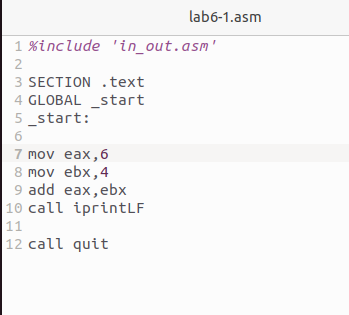 lab6-1.asm
1 %include 'in_out.asm'
2
3 SECTION .text
4 GLOBAL _start
5 _start:
6
7 mov eax,6
8 mov ebx,4
9 add eax,ebx
10 call iprintLF
11
12 call quit